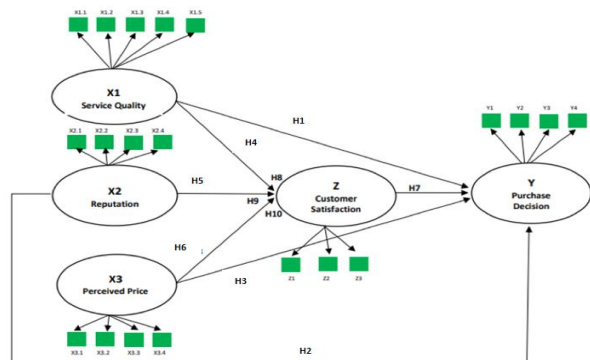 X1.1 X1.2 X1.3 X1.4 X1.5
X1
Service Quality
Y1 Y2 Y3 Y4
H1
X2.1 X2.2 X2.3 X2.4
H4
X2
Reputation
H5
H8
H9
H10
Z
Customer
Satisfaction
H7
Y
Purchase
Decision
H6
X3
Perceived Price
H3
Z1 Z2 Z3
X3.1 X3.2 X3.3 X3.4
H2